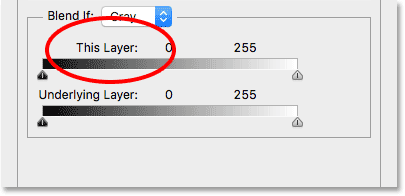 Blend If: Gray
This Layer: 0 255
Underlying Layer: 0 255